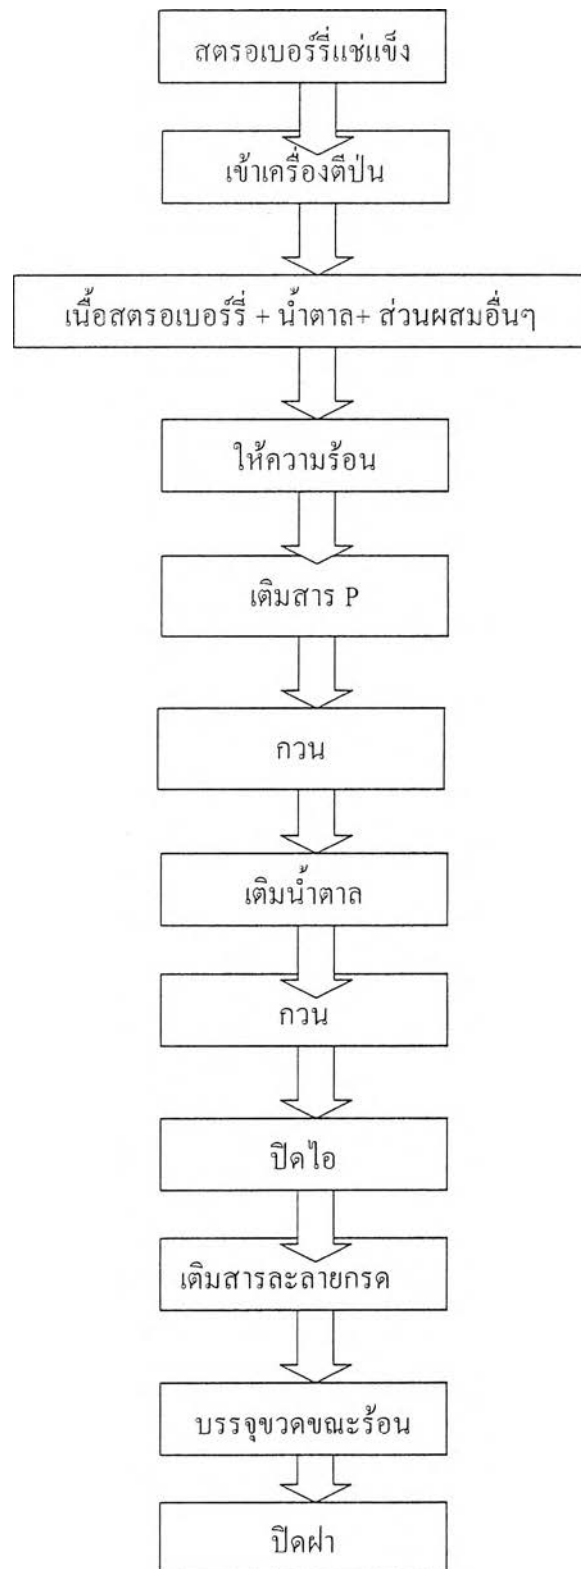 สตรอเบอร์รี่แช่แข็ง
เข้าเครื่องตีป่น
เนื้อสตรอเบอร์รี่ + น้ำตาล+ ส่วนผสมอื่นๆ
ให้ความร้อน
เติมสาร P
กวน
เติมน้ำตาล
กวน
ปิดไอ
เติมสารละลายกรด
บรรจุขวดขณะร้อน
ปิดฝา